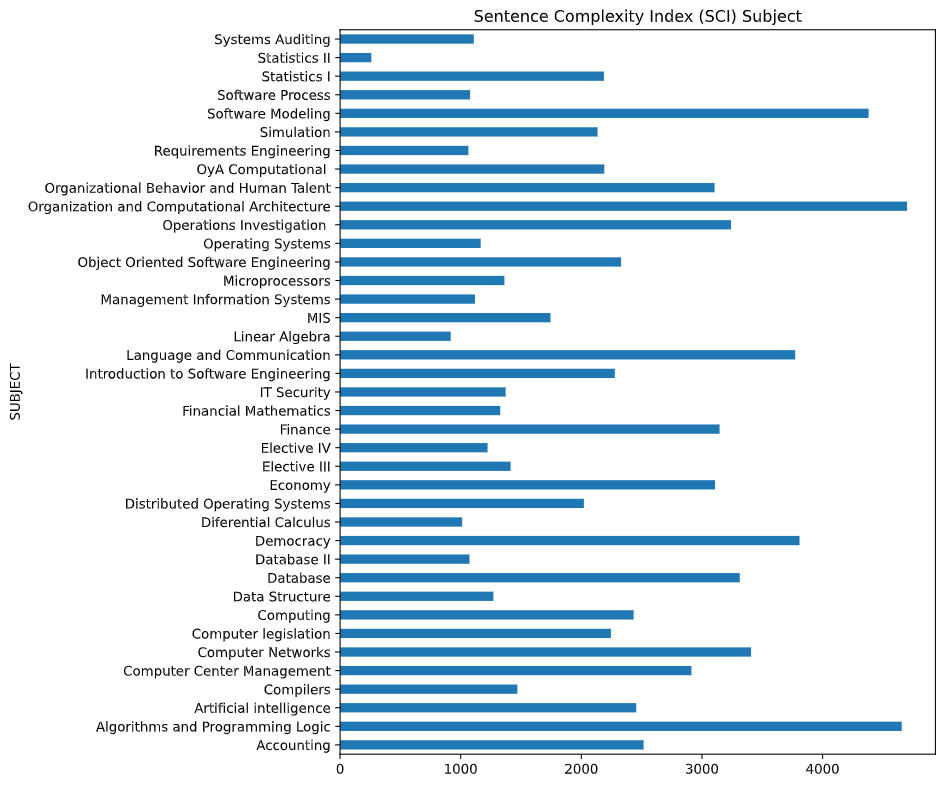 Sentence Complexity Index (SCI) Subject
Systems Auditing
Statistics II
Statistics I
Software Process
Software Modeling
Simulation
Requirements Engineering
OyA Computational
Organizational Behavior and Human Talent
Organization and Computational Architecture
Operations Investigation
Operating Systems
Object Oriented Software Engineering
Microprocessors
Management Information Systems
MIS
Linear Algebra
Language and Communication
Introduction to Software Engineering
IT Security
Financial Mathematics
Finance
Elective IV
Elective III
Economy
Distributed Operating Systems
Diferential Calculus
Democracy
Database II
Database
Data Structure
Computing
Computer legislation
Computer Networks
Computer Center Management
Compilers
Artificial intelligence
Algorithms and Programming Logic
Accounting
SUBJECT
0 1000 2000 3000 4000